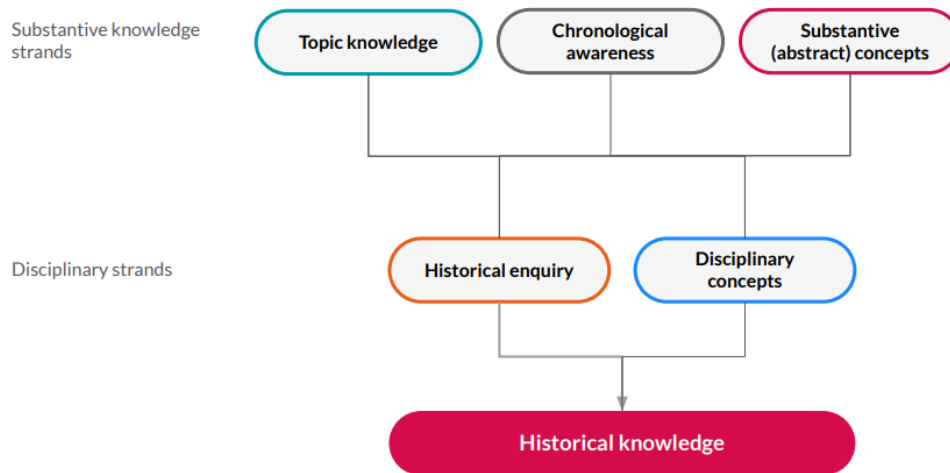 Substantive knowledge
strands
Topic knowledge
Chronological
awareness
Substantive
(abstract) concepts
Disciplinary strands
Historical enquiry
Disciplinary
concepts
Historical knowledge